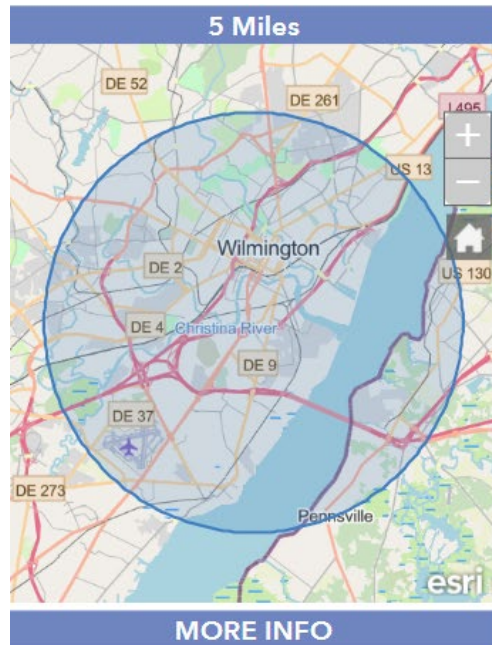 5 Miles
DE 52
DE 261
I 495
+
US 13
−
Wilmington
DE 2
US 130
DE 4
Christina River
DE 9
DE 37
DE 273
Pennsville
esri
MORE INFO